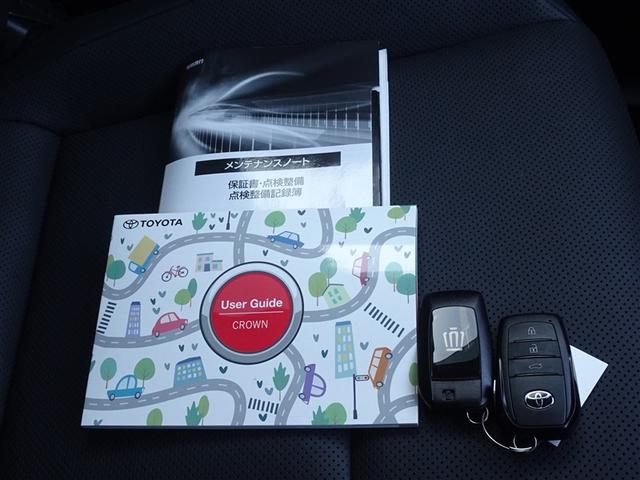 メンテナンスノート
保証書・点検整備
点検整備記録簿
TOYOTA
User Guide
CROWN